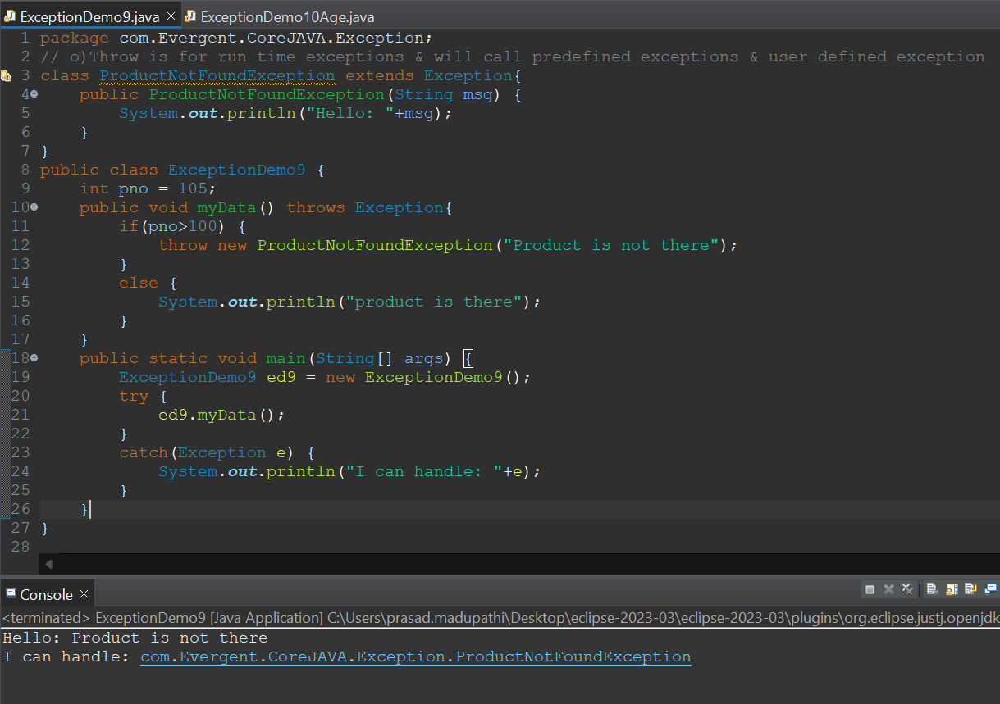 ExceptionDemo9.java ExceptionDemo10Age.java
1 package com.Evergent.CoreJAVA.Exception;
2 // o)Throw is for run time exceptions & will call predefined exceptions & user defined exception
3 class ProductNotFoundException extends Exception{
4 public ProductNotFoundException(String msg) {
5 System.out.println("Hello: "+msg);
6 }
7 }
8 public class ExceptionDemo9 {
9 int pno = 105;
10 public void myData() throws Exception{
11 if(pno>100) {
12 throw new ProductNotFoundException("Product is not there");
13 }
14 else {
15 System.out.println("product is there");
16 }
17 }
18 public static void main(String[] args) {
19 ExceptionDemo9 ed9 = new ExceptionDemo9();
20 try {
21 ed9.myData();
22 }
23 catch(Exception e) {
24 System.out.println("I can handle: "+e);
25 }
26 }
27 }
28
Console
<terminated> ExceptionDemo9 [Java Application] C:\Users\prasad.madupathi\Desktop\eclipse-2023-03\eclipse-2023-03\plugins\org.eclipse.justj.openjdk
Hello: Product is not there
I can handle: com.Evergent.CoreJAVA.Exception.ProductNotFoundException